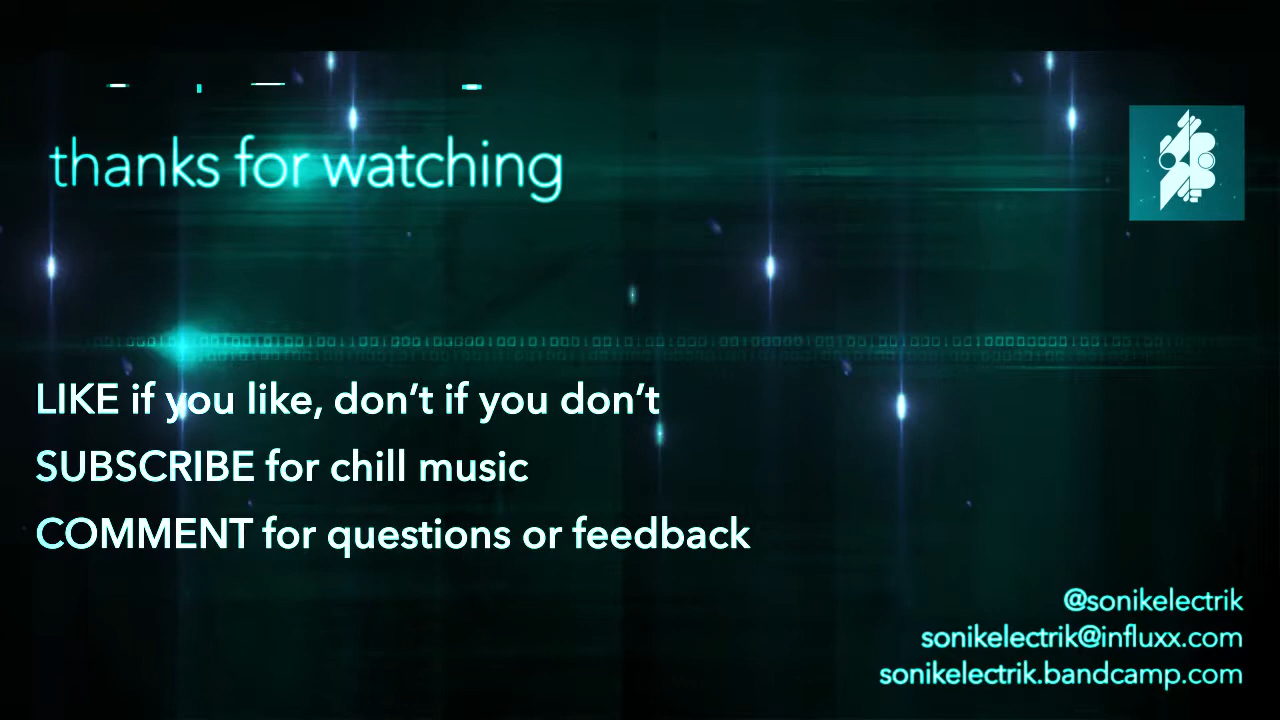 thanks for watching
LIKE if you like, don’t if you don’t
SUBSCRIBE for chill music
COMMENT for questions or feedback
@sonikelectrik
sonikelectrik@influxx.com
sonikelectrik.bandcamp.com